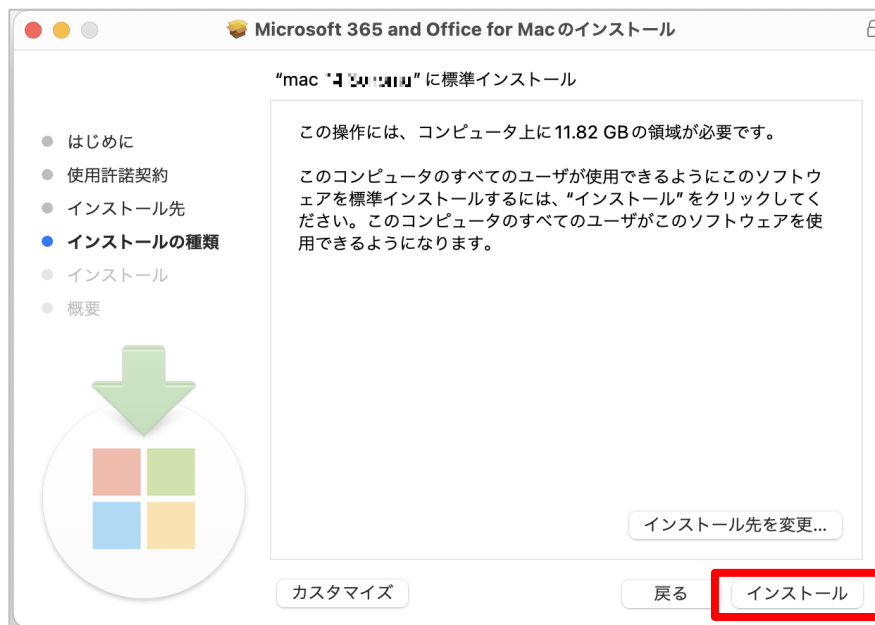 Microsoft 365 and Office for Macのインストール
“mac ” に標準インストール
はじめに
使用許諾契約
インストール先
インストールの種類
インストール
概要
この操作には、コンピュータ上に11.82 GBの領域が必要です。
このコンピュータのすべてのユーザが使用できるようにこのソフトウ
ェアを標準インストールするには、“インストール” をクリックしてく
ださい。このコンピュータのすべてのユーザがこのソフトウェアを使
用できるようになります。
インストール先を変更...
カスタマイズ
戻る
インストール